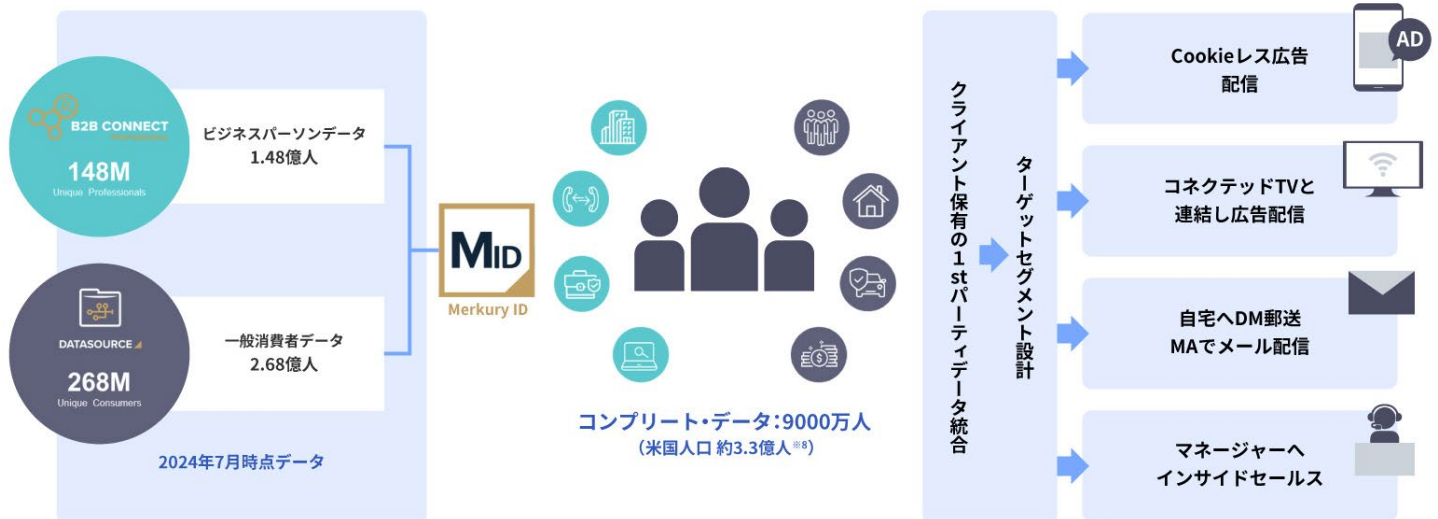 B2B CONNECT
148M
Unique Professionals
ビジネスパーソンデータ
1.48億人
DATASOURCE
268M
Unique Consumers
一般消費者データ
2.68億人
2024年7月時点データ
MID
Merkury ID
コンプリート・データ：9000万人
（米国人口 約3.3億人※8）
クライアント保有の1stパーティデータ統合
ターゲットセグメント設計
Cookieレス広告
配信
AD
コネクテッドTVと
連結し広告配信
自宅へDM郵送
MAでメール配信
マネージャーへ
インサイドセールス